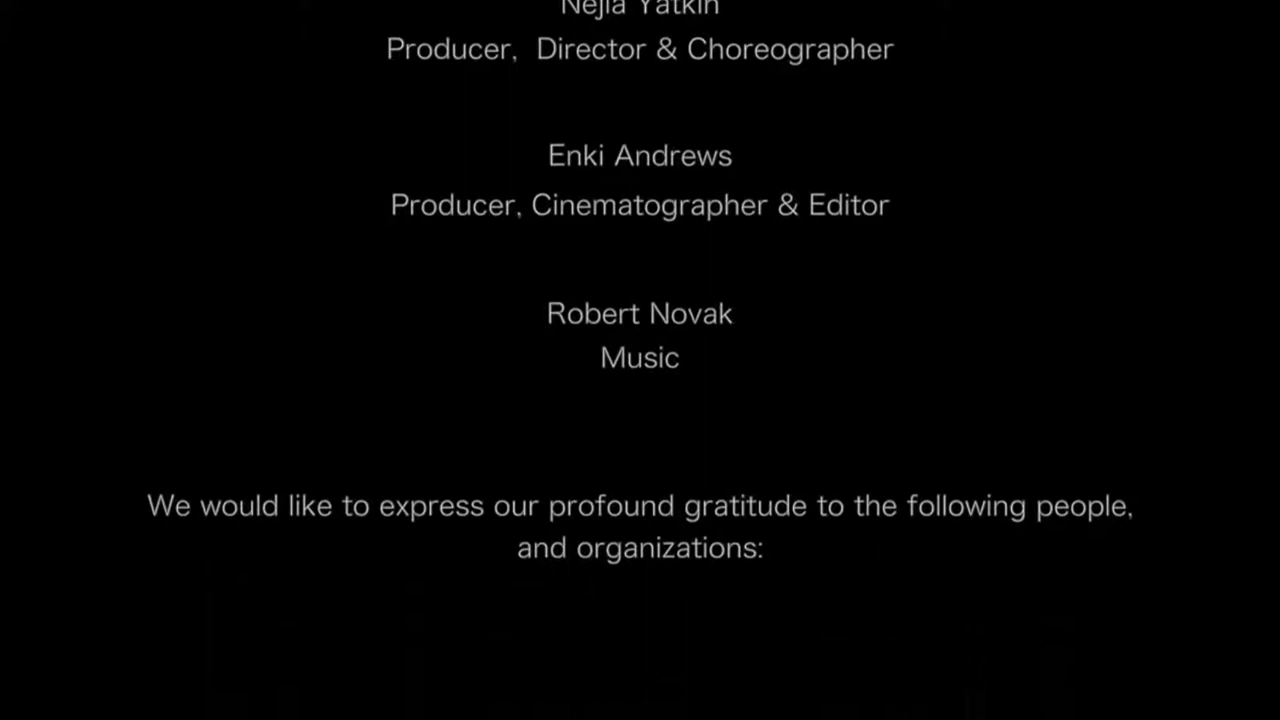 Nejla Yatkin
Producer,  Director & Choreographer
Enki Andrews
Producer, Cinematographer & Editor
Robert Novak
Music
We would like to express our profound gratitude to the following people,
and organizations: